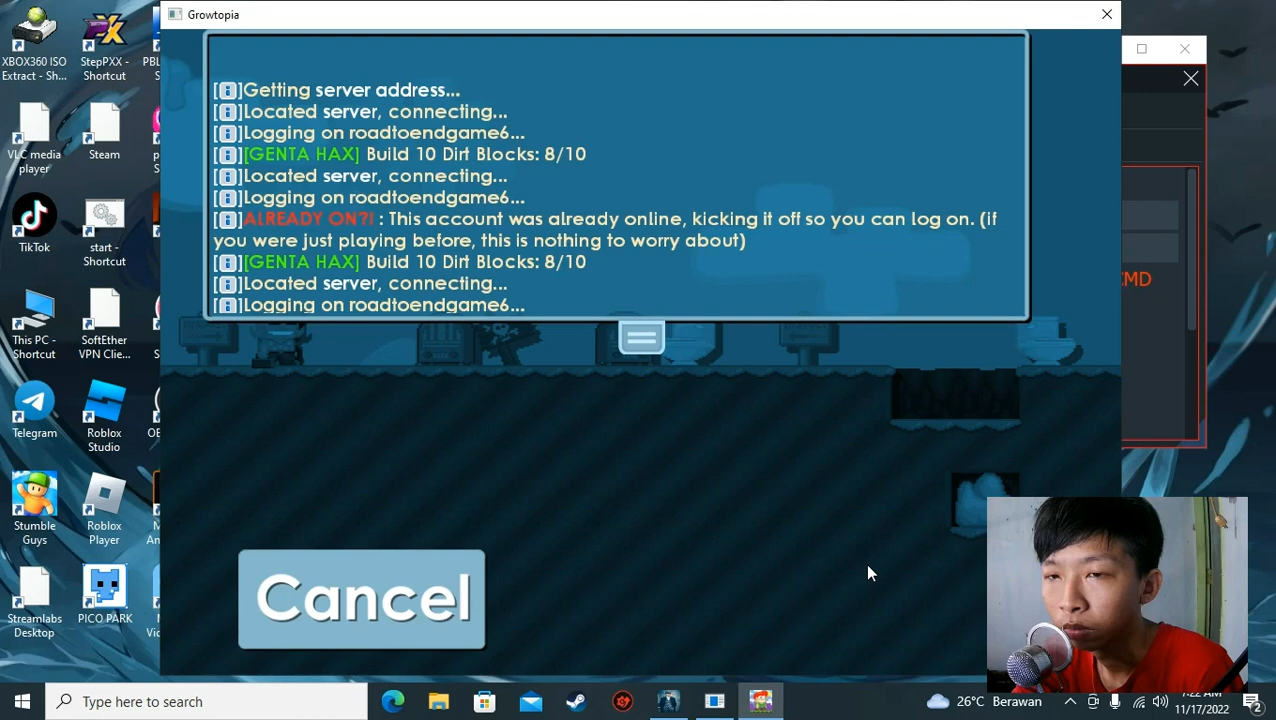 Growtopia
[i]Getting server address...
[i]Located server, connecting...
[i]Logging on roadtoendgame6...
[i][GENTA HAX] Build 10 Dirt Blocks: 8/10
[i]Located server, connecting...
[i]Logging on roadtoendgame6...
[i]ALREADY ON?! : This account was already online, kicking it off so you can log on. (if
you were just playing before, this is nothing to worry about)
[i][GENTA HAX] Build 10 Dirt Blocks: 8/10
[i]Located server, connecting...
[i]Logging on roadtoendgame6...
Cancel
CMD
XBOX360 ISO
Extract - Sh...
StepPXX -
Shortcut
VLC media
player
Steam
TikTok
start -
Shortcut
This PC -
Shortcut
SoftEther
VPN Clie...
Telegram
Roblox
Studio
Stumble
Guys
Roblox
Player
Streamlabs
Desktop
PICO PARK
Type here to search
26°C Berawan
7:22 AM
11/17/2022
2